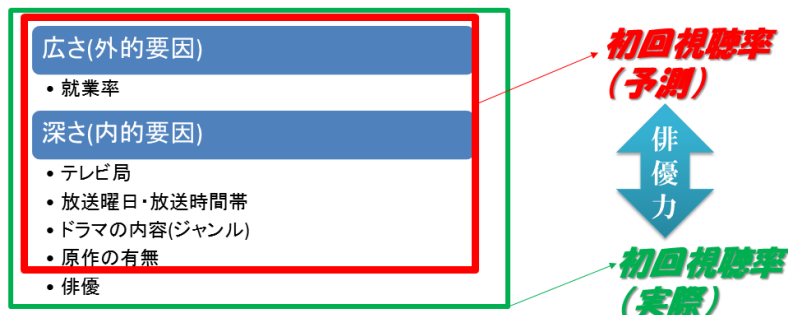 広さ(外的要因)
• 就業率
深さ(内的要因)
• テレビ局
• 放送曜日・放送時間帯
• ドラマの内容(ジャンル)
• 原作の有無
• 俳優
初回視聴率
(予測)
俳優力
初回視聴率
(実際)